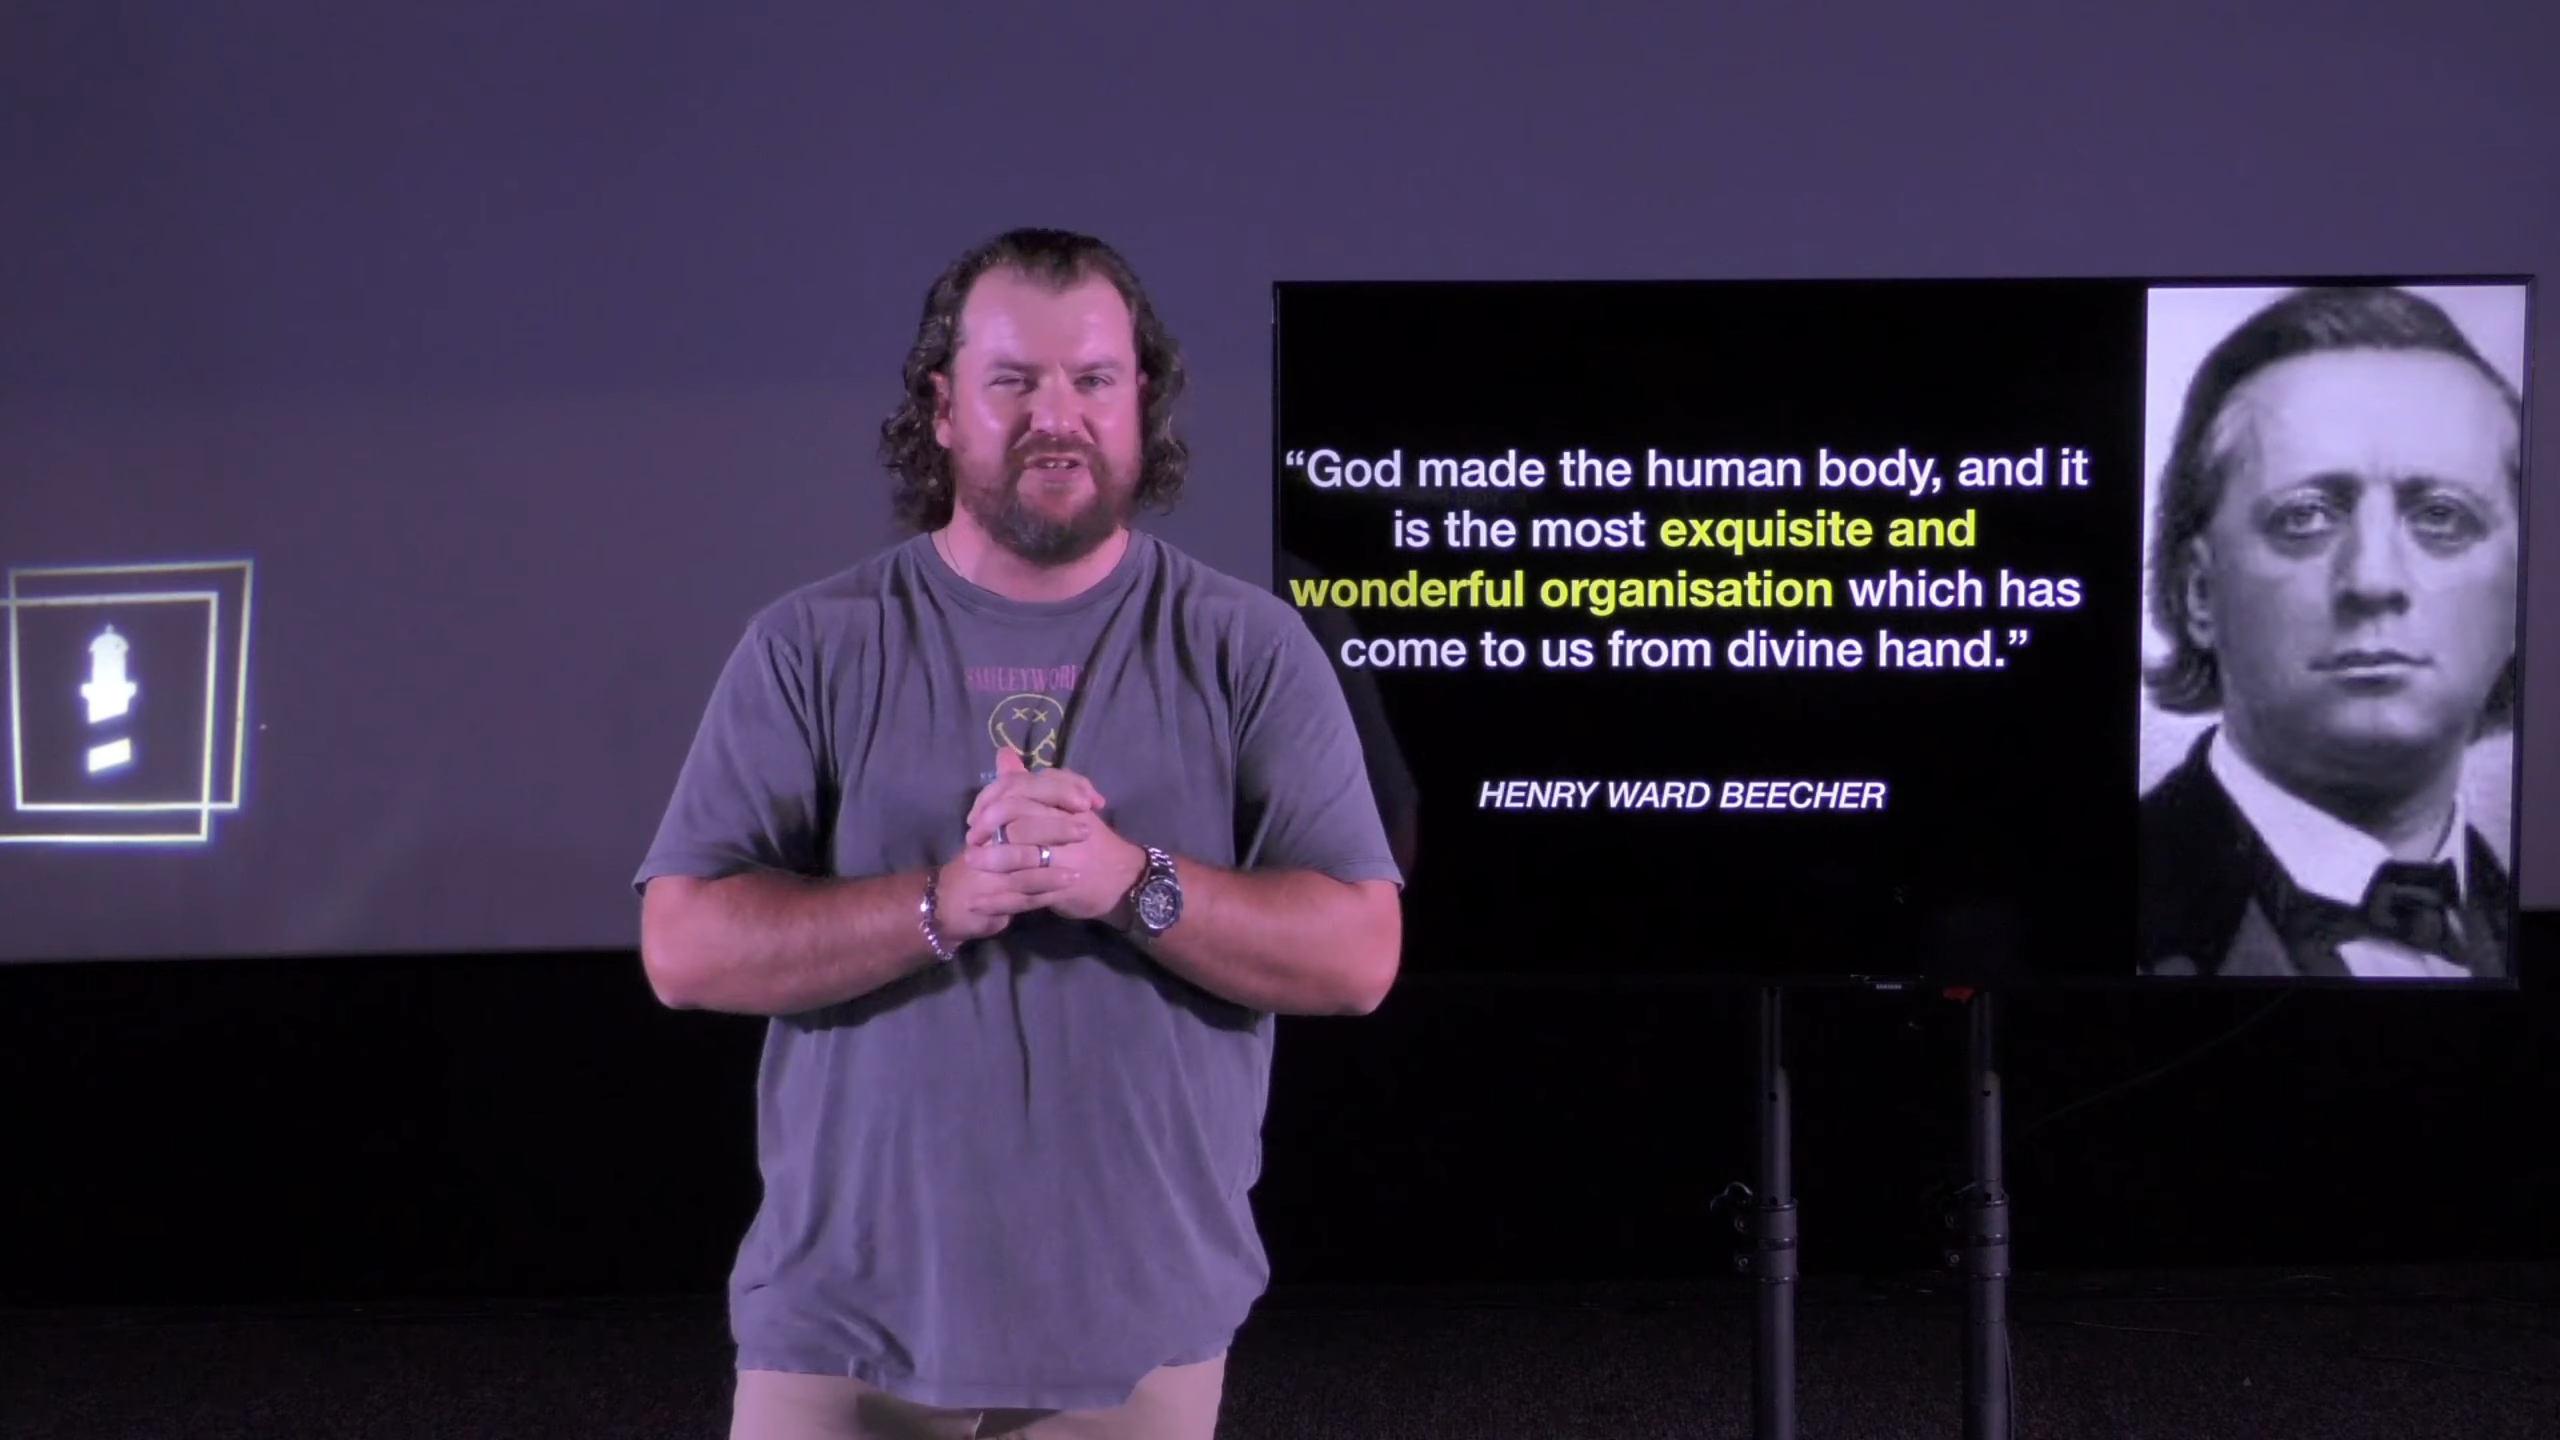 “God made the human body, and it
is the most exquisite and
wonderful organisation which has
come to us from divine hand.”
HENRY WARD BEECHER
SAMSUNG